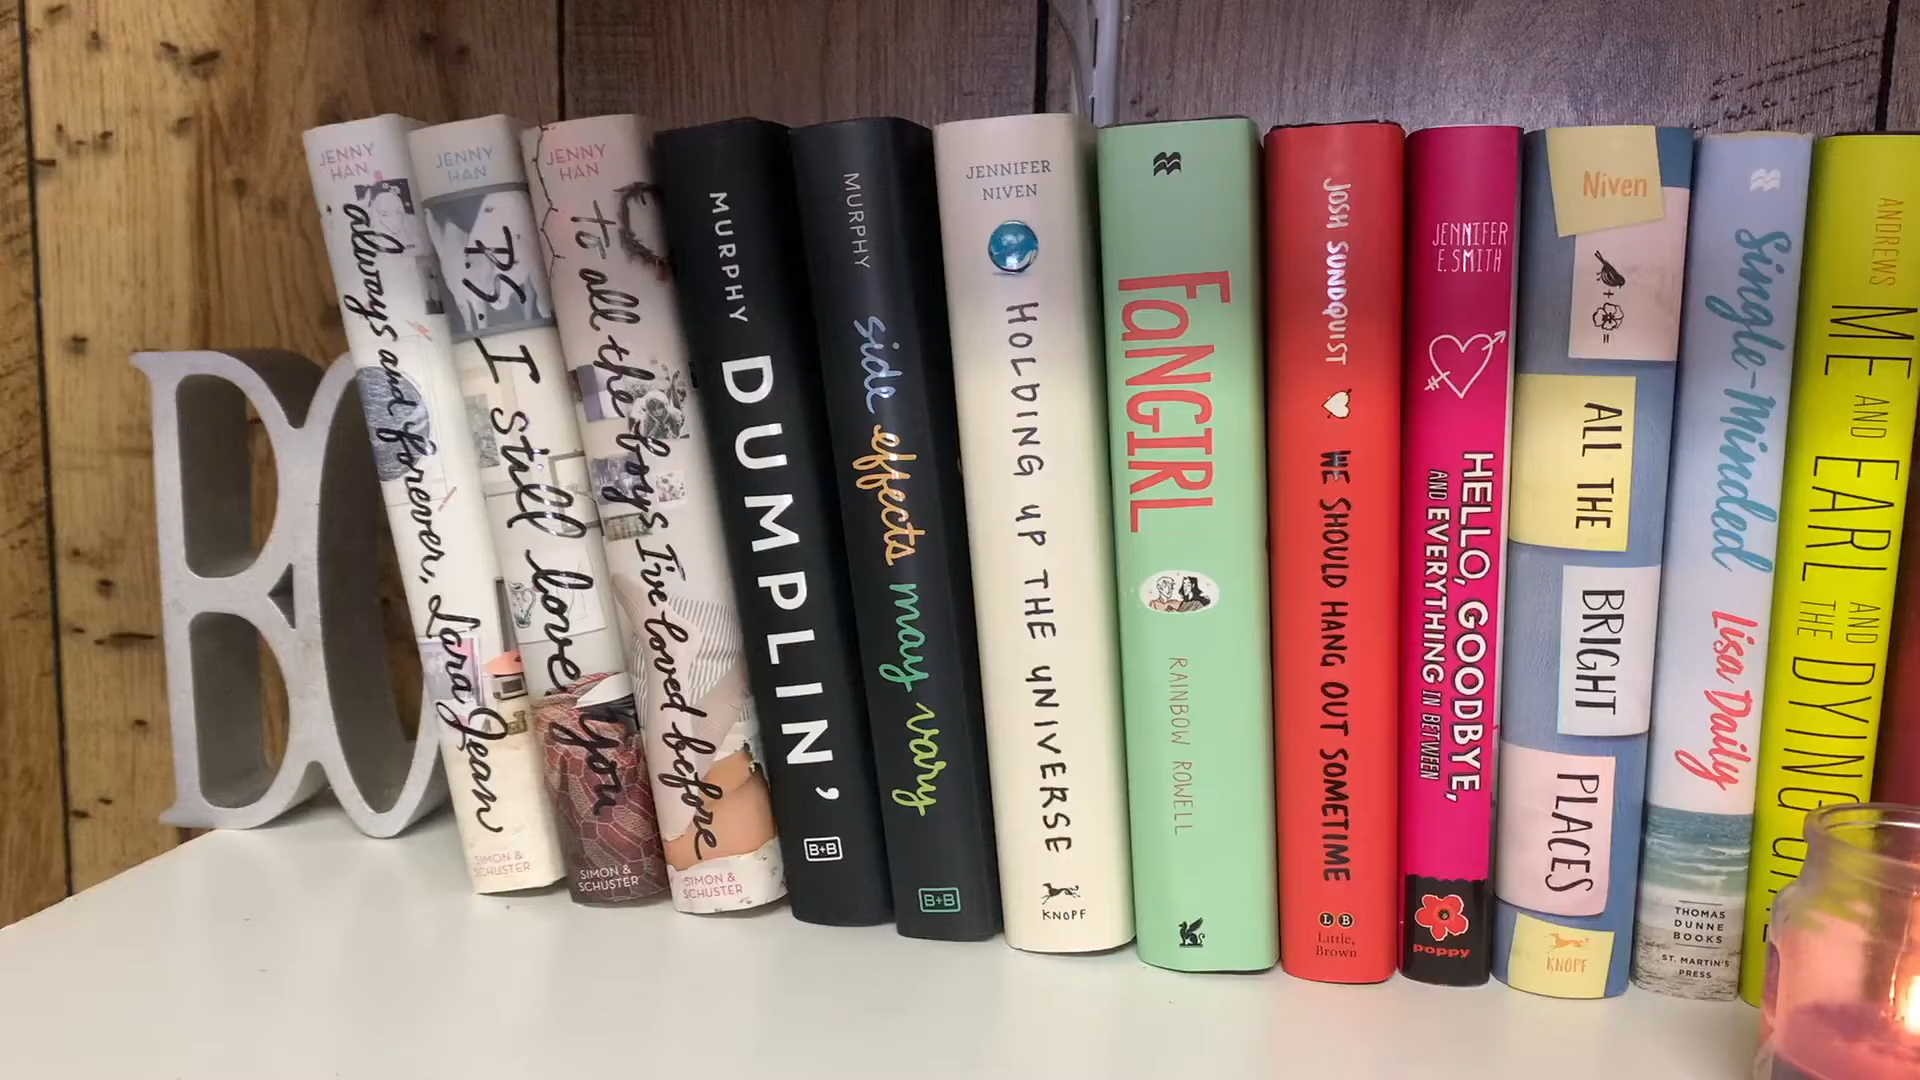 BO
JENNY
HAN
always and forever, Lara Jean
SIMON &
SCHUSTER
JENNY
HAN
P.S. I still love you
SIMON &
SCHUSTER
JENNY
HAN
to all the boys I've loved before
SIMON &
SCHUSTER
MURPHY
DUMPLIN'
B+B
MURPHY
side effects may vary
B+B
JENNIFER
NIVEN
HOLDING UP THE UNIVERSE
KNOPF
FANGIRL
RAINBOW ROWELL
JOSH SUNDQUIST
WE SHOULD HANG OUT SOMETIME
L B
Little,
Brown
JENNIFER
E. SMITH
HELLO, GOODBYE,
AND EVERYTHING IN BETWEEN
poppy
Niven
+
=
ALL THE
BRIGHT
PLACES
KNOPF
Single-Minded
Lisa Daily
THOMAS
DUNNE
BOOKS
ST. MARTIN'S
PRESS
ANDREWS
ME AND EARL
AND THE DYING